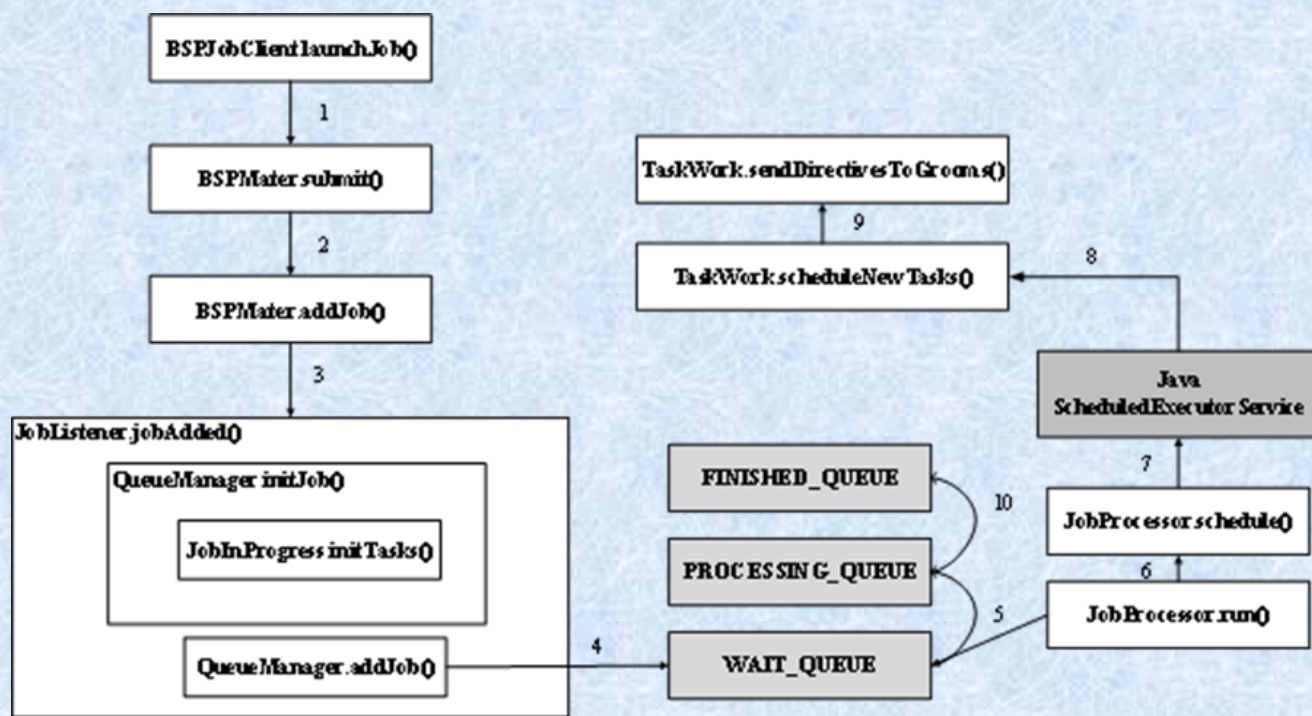 BSPJobClient.launchJob()
1
BSPMater.submit()
2
BSPMater.addJob()
3
JobListener.jobAdded()
QueueManager.initJob()
JobInProgress.initTasks()
QueueManager.addJob()
4
TaskWork.sendDirectivesToGrooms()
9
TaskWork.scheduleNewTasks()
8
Java
ScheduledExecutor Service
7
JobProcessor.schedule()
6
JobProcessor.run()
5
FINISHED_QUEUE
10
PROCESSING_QUEUE
WAIT_QUEUE